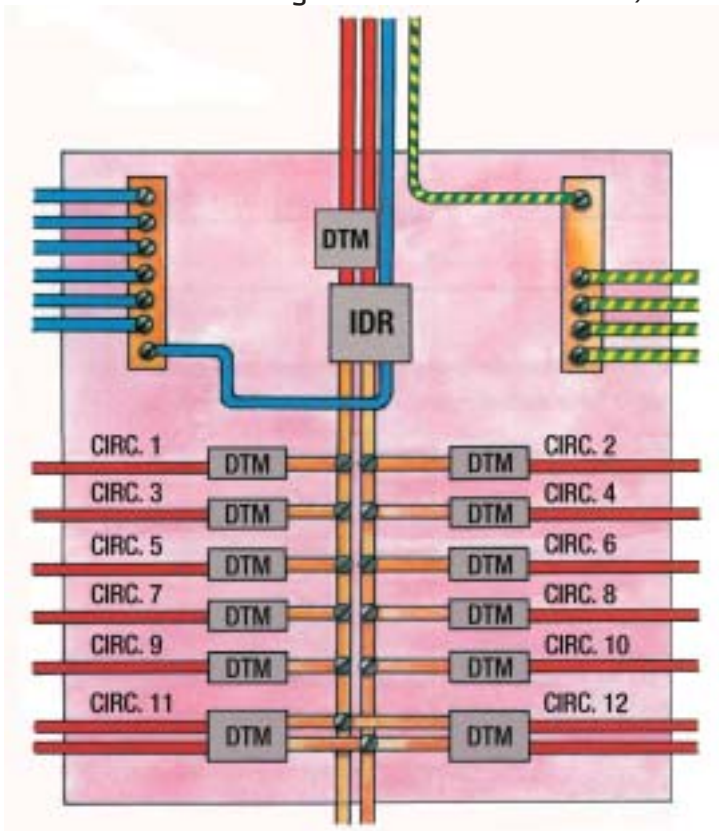 DTM
IDR
CIRC. 1
DTM
DTM
CIRC. 2
CIRC. 3
DTM
DTM
CIRC. 4
CIRC. 5
DTM
DTM
CIRC. 6
CIRC. 7
DTM
DTM
CIRC. 8
CIRC. 9
DTM
DTM
CIRC. 10
CIRC. 11
DTM
DTM
CIRC. 12